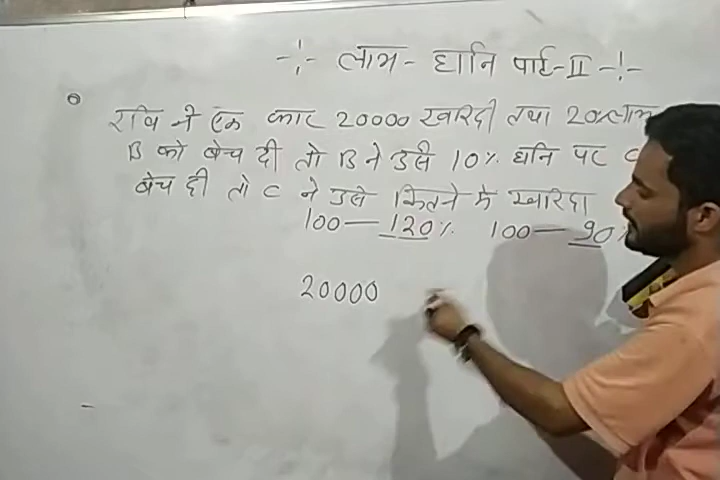 -:- लाभ - हानि पार्ट-II -:-
रवि ने एक कार 20000 खरिदी तथा 20% लाभ
B को बेच दी तो B ने उसे 10% हानि पर C
बेच दी तो C ने उसे कितने में खरिदा
100 — 120% 100 — 90%
20000